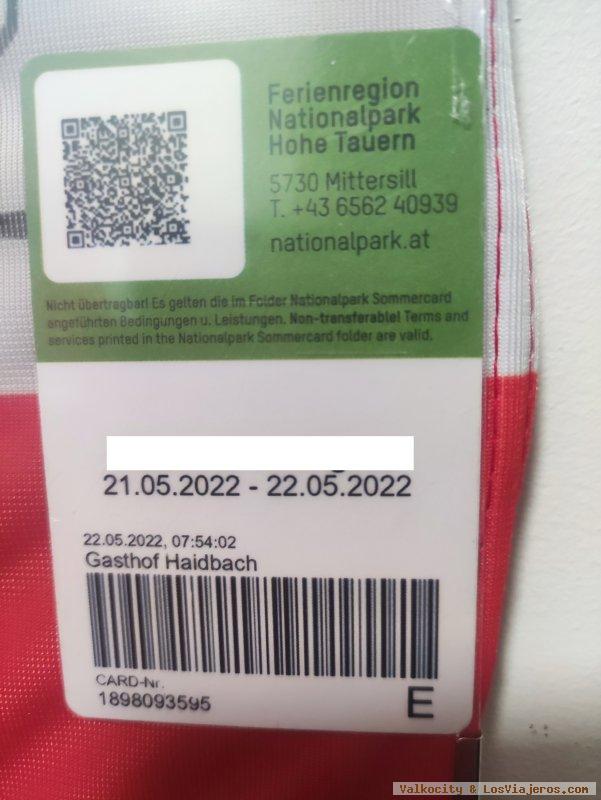 Ferienregion
Nationalpark
Hohe Tauern
5730 Mittersill
T. +43 6562 40939
nationalpark.at
Nicht übertragbar! Es gelten die im Folder Nationalpark Sommercard
angeführten Bedingungen u. Leistungen. Non-transferable! Terms and
services printed in the Nationalpark Sommercard folder are valid.
21.05.2022 - 22.05.2022
22.05.2022, 07:54:02
Gasthof Haidbach
CARD-Nr.
1898093595
E
Valkocity & LosViajeros.com